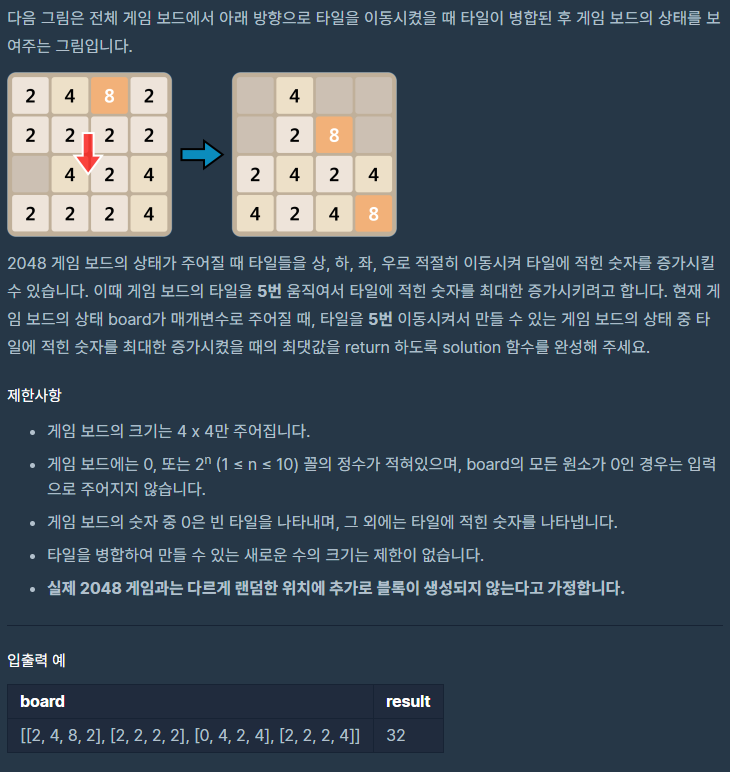 다음 그림은 전체 게임 보드에서 아래 방향으로 타일을 이동시켰을 때 타일이 병합된 후 게임 보드의 상태를 보
여주는 그림입니다.
2 4 8 2
2 2 2 2
4 2 4
2 2 2 4
4
2 8
2 4 2 4
4 2 4 8
2048 게임 보드의 상태가 주어질 때 타일들을 상, 하, 좌, 우로 적절히 이동시켜 타일에 적힌 숫자를 증가시킬
수 있습니다. 이때 게임 보드의 타일을 5번 움직여서 타일에 적힌 숫자를 최대한 증가시키려고 합니다. 현재 게
임 보드의 상태 board가 매개변수로 주어질 때, 타일을 5번 이동시켜서 만들 수 있는 게임 보드의 상태 중 타
일에 적힌 숫자를 최대한 증가시켰을 때의 최댓값을 return 하도록 solution 함수를 완성해 주세요.
제한사항
• 게임 보드의 크기는 4 x 4만 주어집니다.
• 게임 보드에는 0, 또는 2ⁿ (1 ≤ n ≤ 10) 꼴의 정수가 적혀있으며, board의 모든 원소가 0인 경우는 입력
으로 주어지지 않습니다.
• 게임 보드의 숫자 중 0은 빈 타일을 나타내며, 그 외에는 타일에 적힌 숫자를 나타냅니다.
• 타일을 병합하여 만들 수 있는 새로운 수의 크기는 제한이 없습니다.
• 실제 2048 게임과는 다르게 랜덤한 위치에 추가로 블록이 생성되지 않는다고 가정합니다.
입출력 예
board result
[[2, 4, 8, 2], [2, 2, 2, 2], [0, 4, 2, 4], [2, 2, 2, 4]] 32